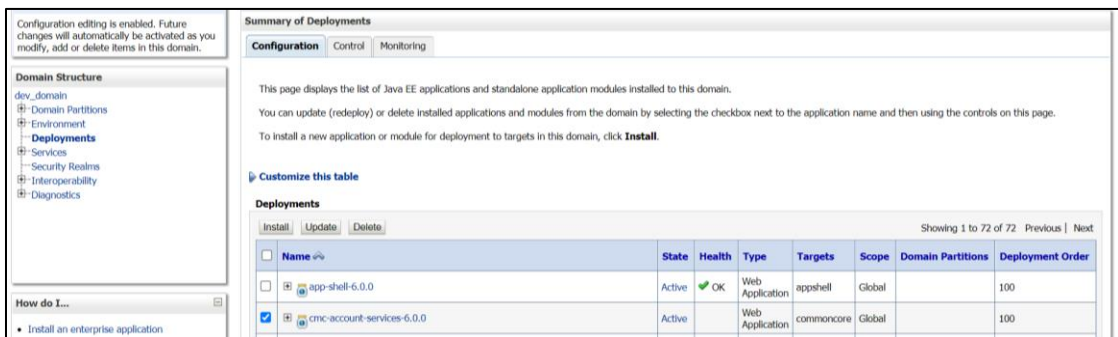 Configuration editing is enabled. Future
changes will automatically be activated as you
modify, add or delete items in this domain.
Domain Structure
dev_domain
Domain Partitions
Environment
Deployments
Services
Security Realms
Interoperability
Diagnostics
How do I...
Install an enterprise application
Summary of Deployments
Configuration Control Monitoring
This page displays the list of Java EE applications and standalone application modules installed to this domain.
You can update (redeploy) or delete installed applications and modules from the domain by selecting the checkbox next to the application name and then using the controls on this page.
To install a new application or module for deployment to targets in this domain, click Install.
Customize this table
Deployments
Install Update Delete Showing 1 to 72 of 72 Previous | Next
Name State Health Type Targets Scope Domain Partitions Deployment Order
app-shell-6.0.0 Active OK Web Application appshell Global 100
cmc-account-services-6.0.0 Active Web Application commoncore Global 100